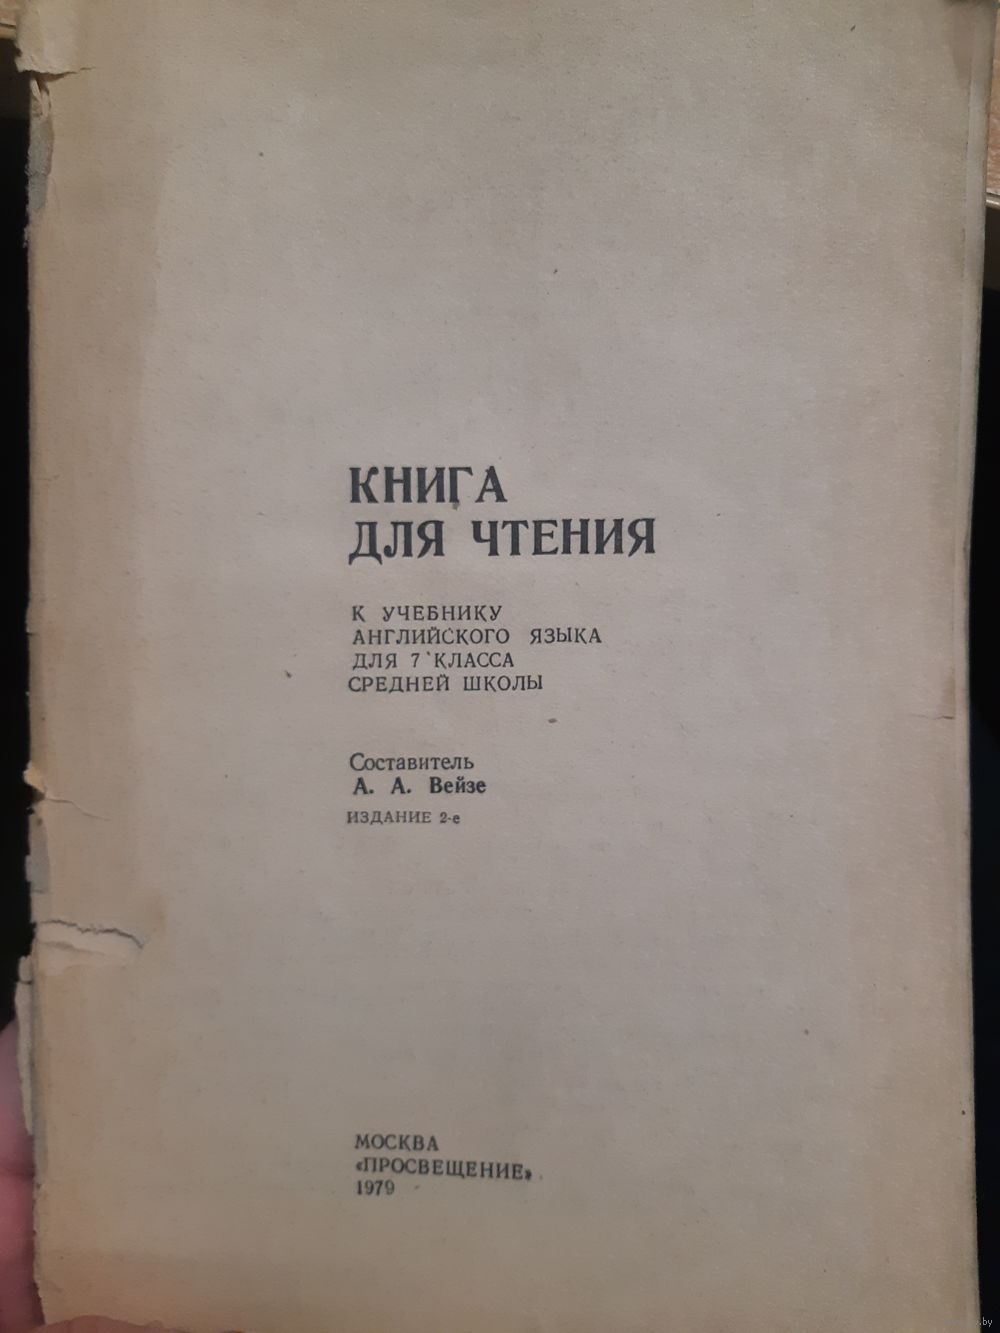 КНИГА
ДЛЯ ЧТЕНИЯ
К УЧЕБНИКУ
АНГЛИЙСКОГО ЯЗЫКА
ДЛЯ 7 КЛАССА
СРЕДНЕЙ ШКОЛЫ
Составитель
А. А. Вейзе
ИЗДАНИЕ 2-е
МОСКВА
«ПРОСВЕЩЕНИЕ»
1979